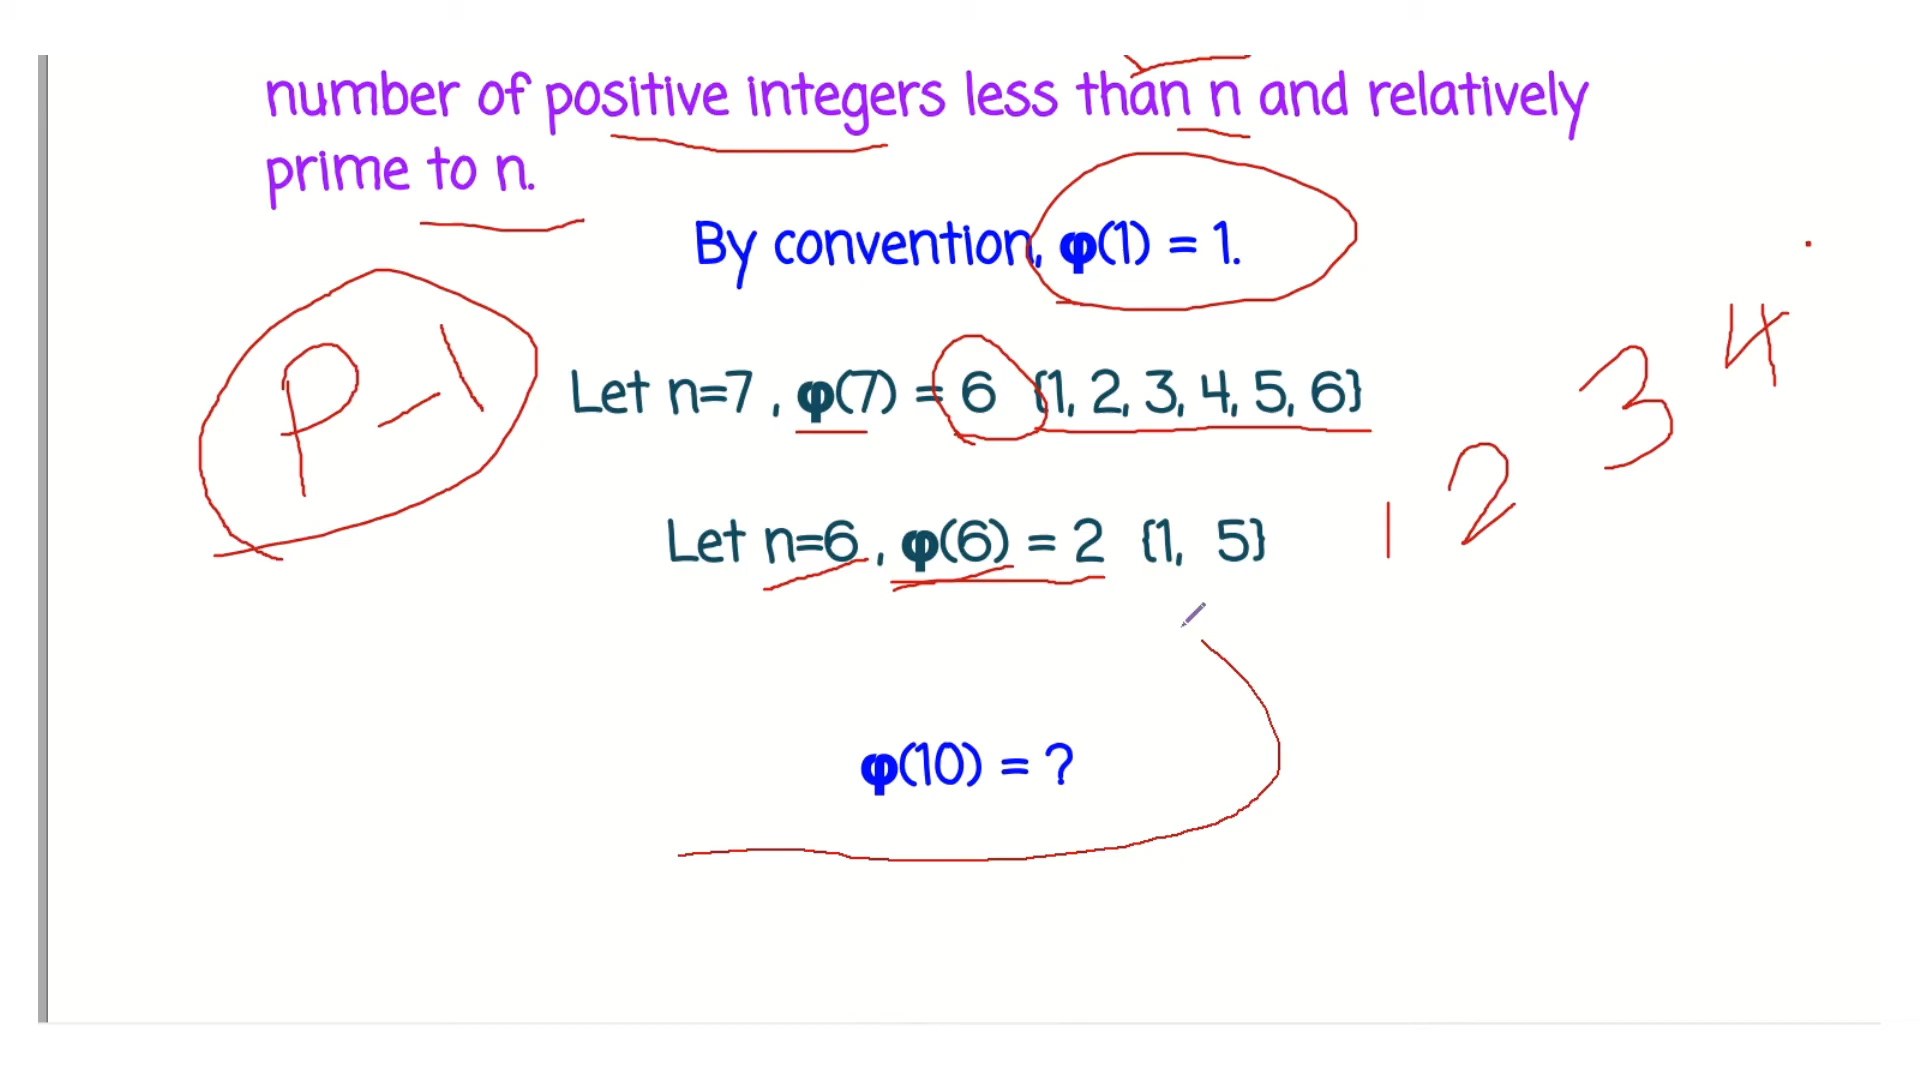 number of positive integers less than n and relatively
prime to n.
By convention, φ(1) = 1.
P-1
Let n=7 , φ(7) = 6 {1, 2, 3, 4, 5, 6}
Let n=6 , φ(6) = 2 {1, 5}
1 2 3 4
φ(10) = ?